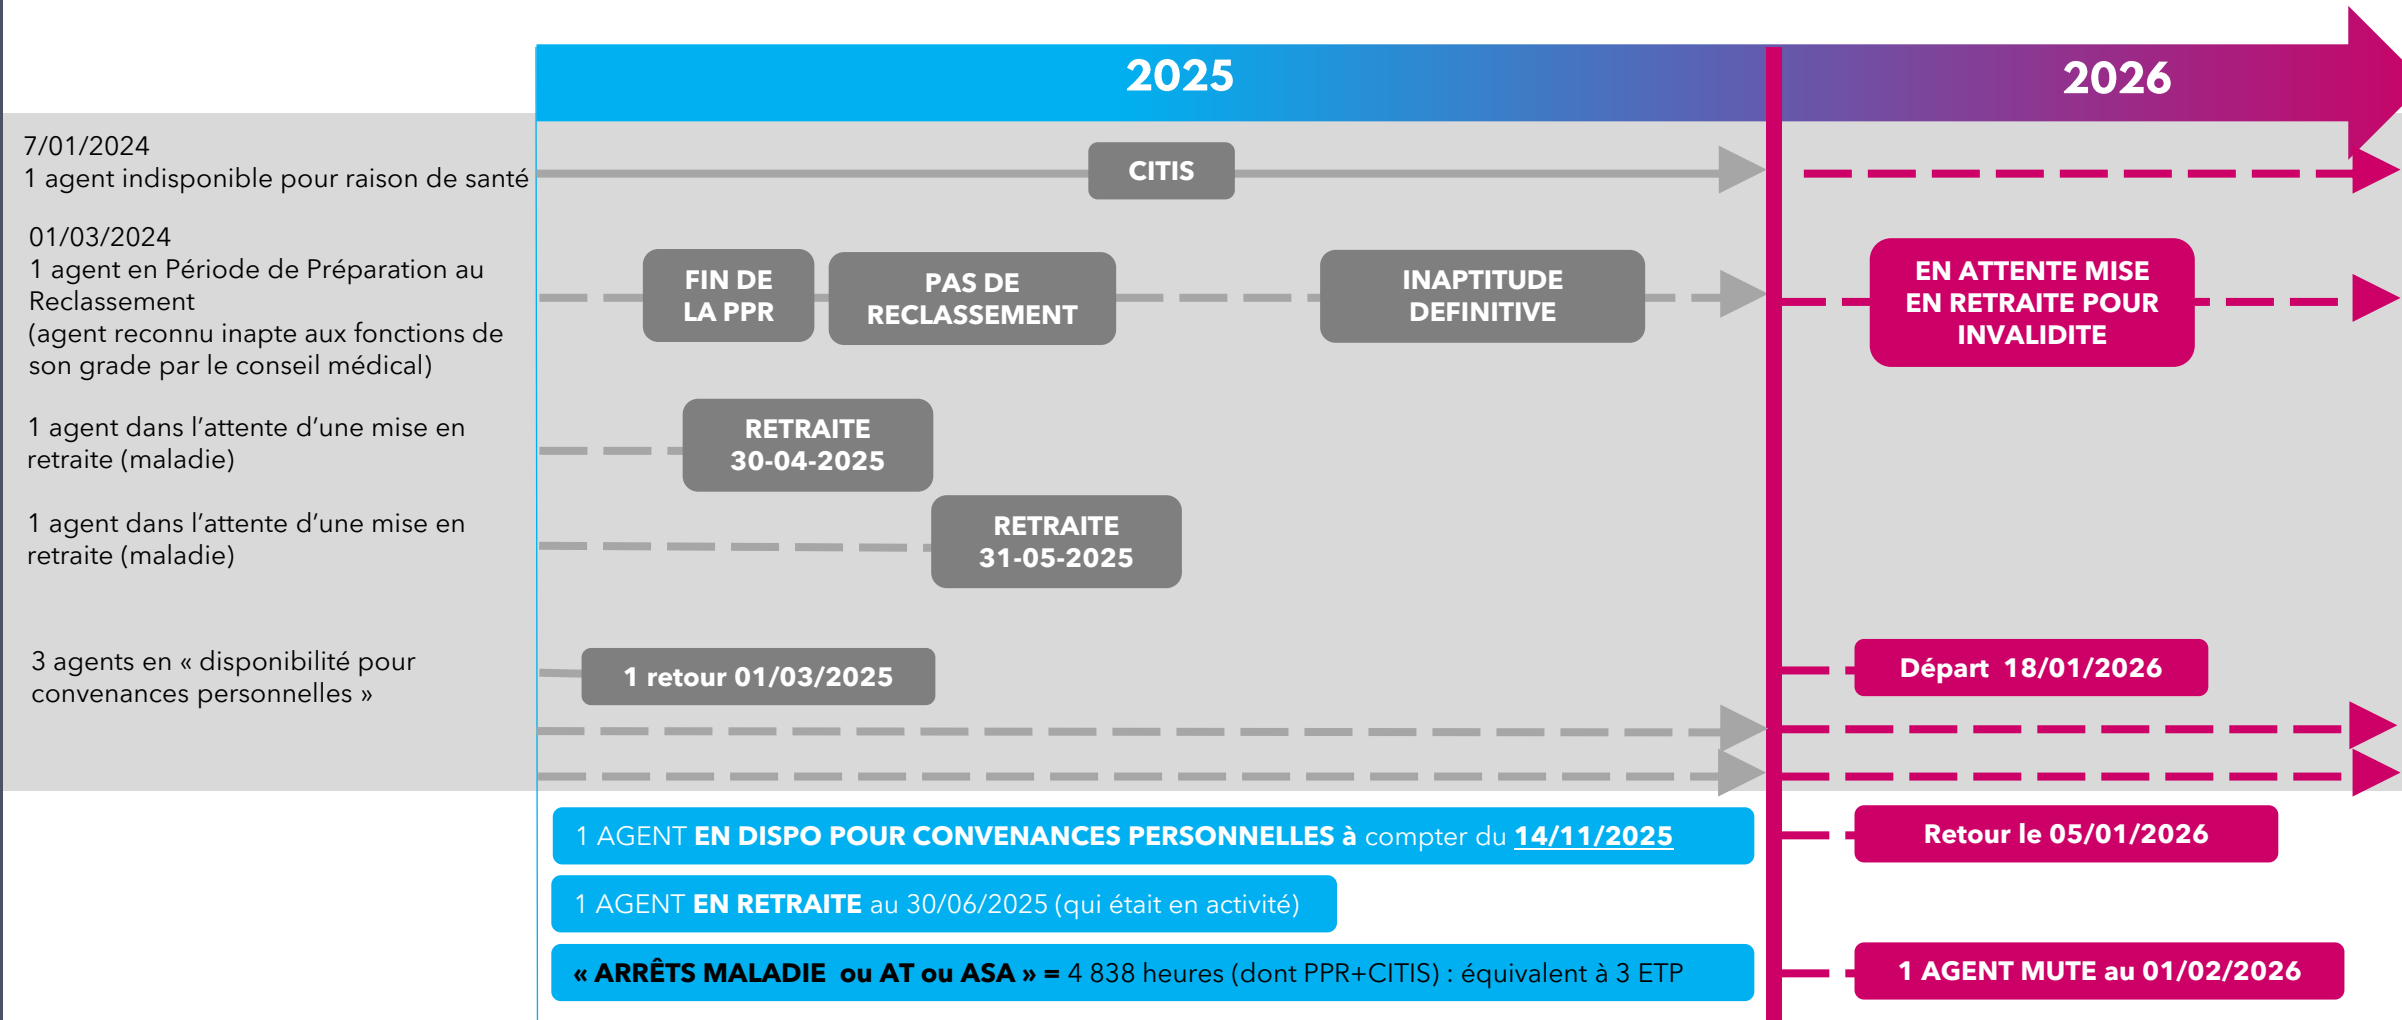 2025
2026
7/01/2024
1 agent indisponible pour raison de santé
CITIS
01/03/2024
1 agent en Période de Préparation au
Reclassement
(agent reconnu inapte aux fonctions de
son grade par le conseil médical)
FIN DE
LA PPR
PAS DE
RECLASSEMENT
INAPTITUDE
DEFINITIVE
EN ATTENTE MISE
EN RETRAITE POUR
INVALIDITE
1 agent dans l’attente d’une mise en
retraite (maladie)
RETRAITE
30-04-2025
1 agent dans l’attente d’une mise en
retraite (maladie)
RETRAITE
31-05-2025
3 agents en « disponibilité pour
convenances personnelles »
1 retour 01/03/2025
Départ 18/01/2026
1 AGENT EN DISPO POUR CONVENANCES PERSONNELLES à compter du 14/11/2025
Retour le 05/01/2026
1 AGENT EN RETRAITE au 30/06/2025 (qui était en activité)
« ARRÊTS MALADIE ou AT ou ASA » = 4 838 heures (dont PPR+CITIS) : équivalent à 3 ETP
1 AGENT MUTE au 01/02/2026